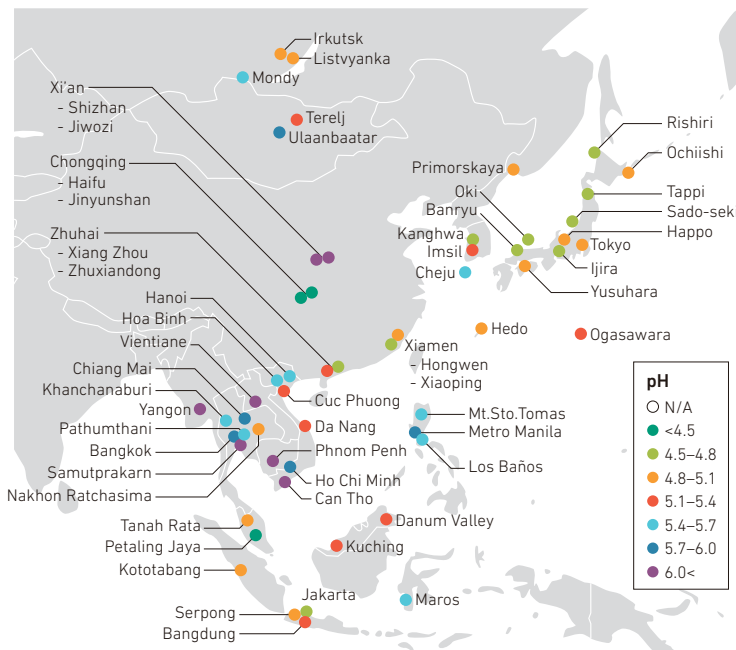 Irkutsk
Listvyanka
Mondy
Xi'an
- Shizhan
- Jiwozi
Terelj
Ulaanbaatar
Rishiri
Ochiishi
Chongqing
- Haifu
- Jinyunshan
Primorskaya
Oki
Banryu
Tappi
Sado-seki
Happo
Zhuhai
- Xiang Zhou
- Zhuxiandong
Kanghwa
Imsil
Cheju
Tokyo
Ijira
Yusuhara
Hanoi
Hoa Binh
Vientiane
Chiang Mai
Khanchanaburi
Yangon
Pathumthani
Bangkok
Samutprakarn
Nakhon Ratchasima
Hedo
Ogasawara
Xiamen
- Hongwen
- Xiaoping
Cuc Phuong
Da Nang
Phnom Penh
Ho Chi Minh
Can Tho
Mt.Sto.Tomas
Metro Manila
Los Baños
Tanah Rata
Petaling Jaya
Kototabang
Danum Valley
Kuching
Jakarta
Serpong
Bangdung
Maros
pH
N/A
<4.5
4.5–4.8
4.8–5.1
5.1–5.4
5.4–5.7
5.7–6.0
6.0<